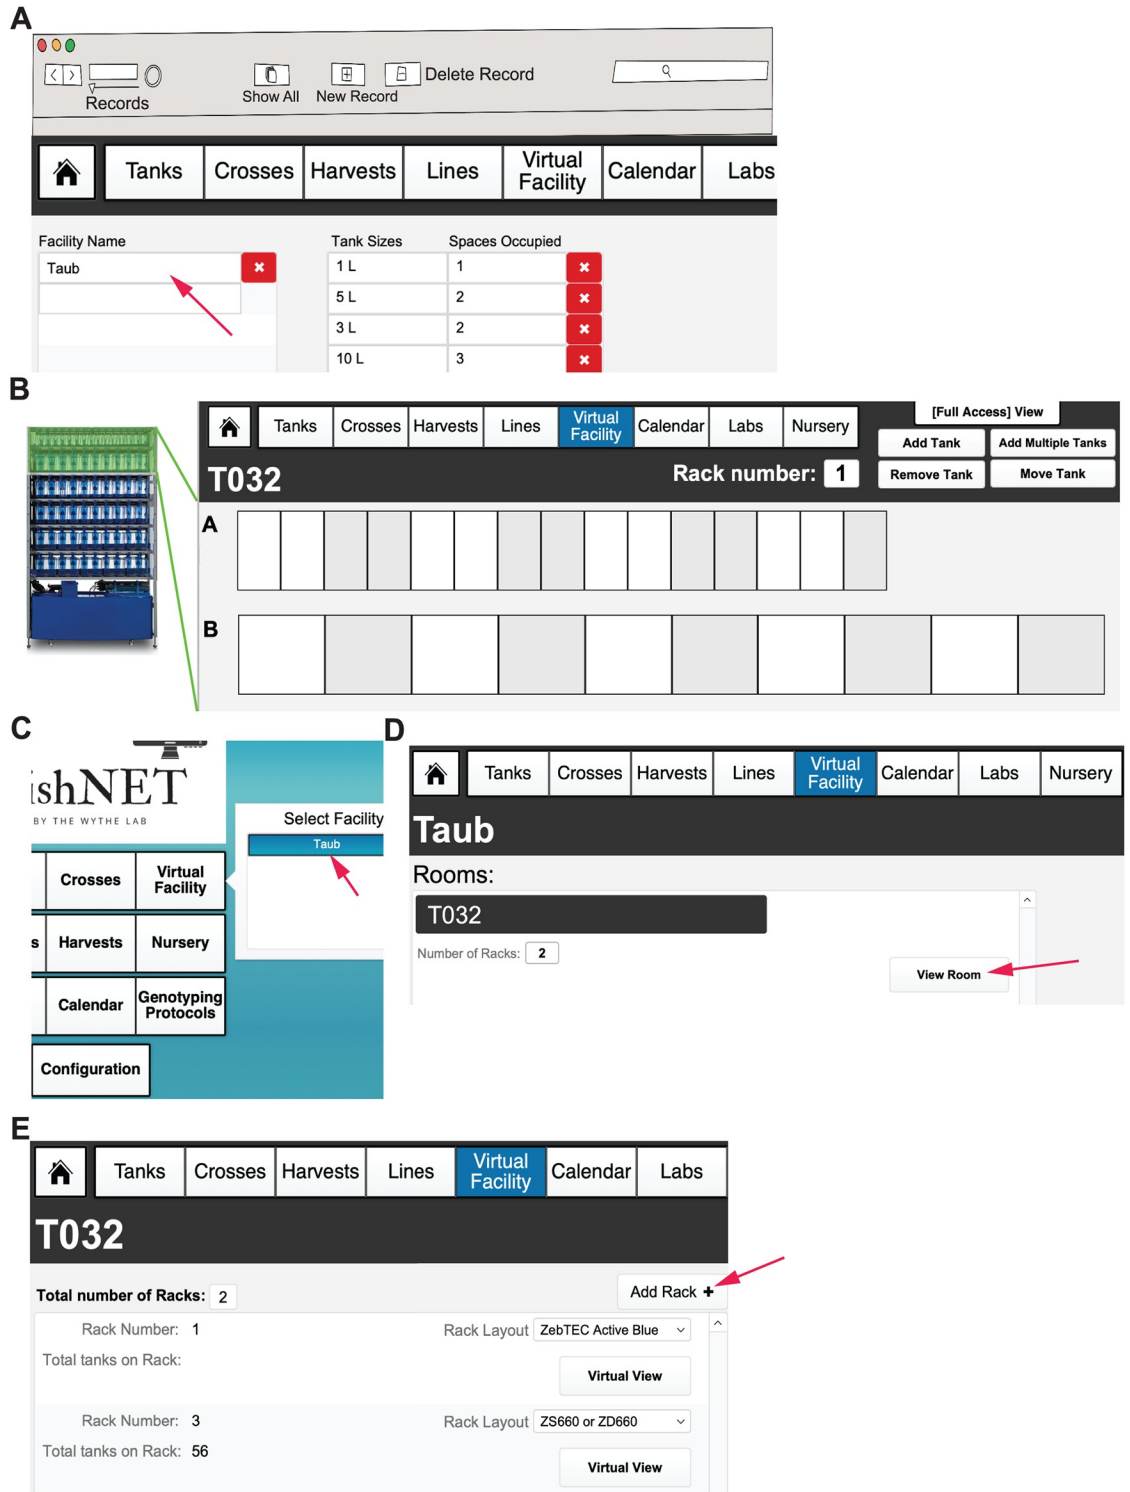 A
Records
Show All
New Record
Delete Record
Tanks
Crosses
Harvests
Lines
Virtual Facility
Calendar
Labs
Facility Name
Taub
Tank Sizes Spaces Occupied
1 L 1
5 L 2
3 L 2
10 L 3
B
Tanks
Crosses
Harvests
Lines
Virtual Facility
Calendar
Labs
Nursery
[Full Access] View
Add Tank
Add Multiple Tanks
Remove Tank
Move Tank
T032
Rack number: 1
A
B
C
ishNET
BY THE WYTHE LAB
Select Facility
Taub
Crosses
Virtual Facility
s
Harvests
Nursery
Calendar
Genotyping Protocols
Configuration
D
Tanks
Crosses
Harvests
Lines
Virtual Facility
Calendar
Labs
Nursery
Taub
Rooms:
T032
Number of Racks: 2
View Room
E
Tanks
Crosses
Harvests
Lines
Virtual Facility
Calendar
Labs
T032
Total number of Racks: 2
Add Rack +
Rack Number: 1
Rack Layout ZebTEC Active Blue
Total tanks on Rack:
Virtual View
Rack Number: 3
Rack Layout ZS660 or ZD660
Total tanks on Rack: 56
Virtual View